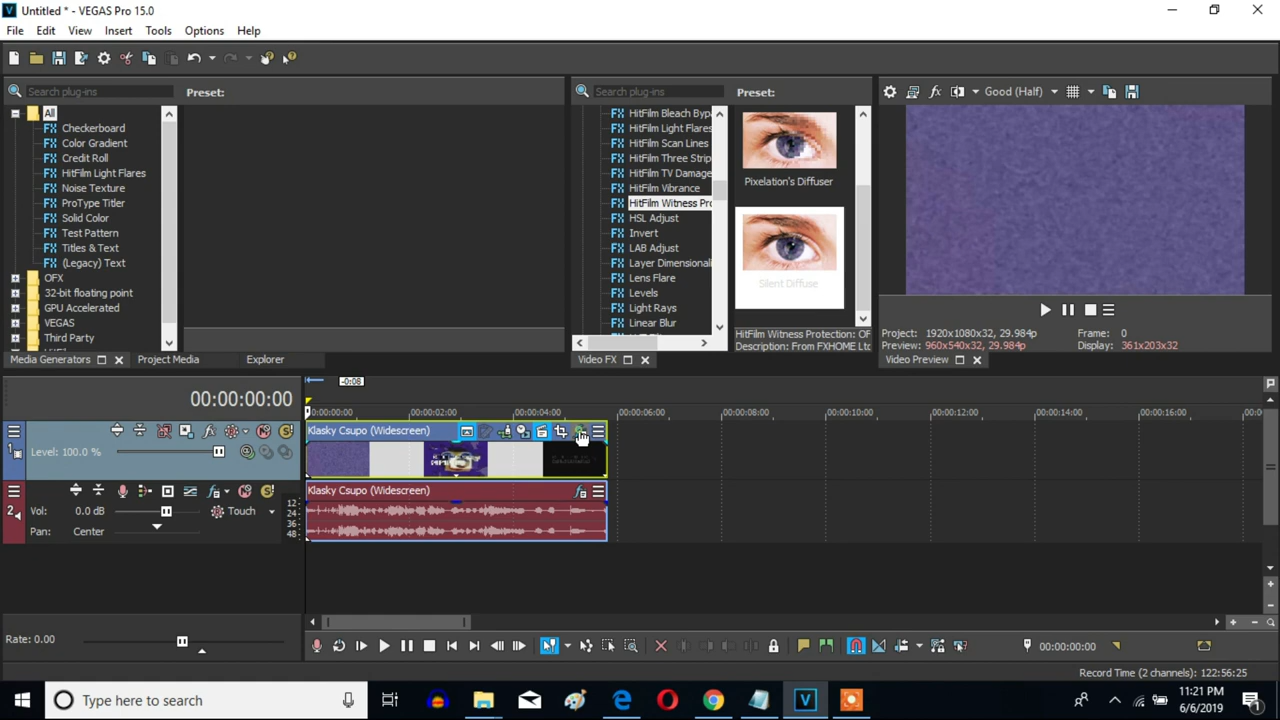 Untitled * - VEGAS Pro 15.0
File Edit View Insert Tools Options Help
Search plug-ins
Preset:
Search plug-ins
Preset:
Good (Half)
All
Checkerboard
Color Gradient
Credit Roll
HitFilm Light Flares
Noise Texture
ProType Titler
Solid Color
Test Pattern
Titles & Text
(Legacy) Text
OFX
32-bit floating point
GPU Accelerated
VEGAS
Third Party
HitFilm Bleach Bypa
HitFilm Light Flares
HitFilm Scan Lines
HitFilm Three Strip
HitFilm TV Damage
HitFilm Vibrance
HitFilm Witness Pro
HSL Adjust
Invert
LAB Adjust
Layer Dimensionali
Lens Flare
Levels
Light Rays
Linear Blur
Pixelation's Diffuser
Silent Diffuse
HitFilm Witness Protection: OF
Description: From FXHOME Ltd
Project: 1920x1080x32, 29.984p
Frame: 0
Preview: 960x540x32, 29.984p
Display: 361x203x32
Media Generators
Project Media
Explorer
Video FX
Video Preview
00:00:00:00
-0:08
00:00:00:00 00:00:02:00 00:00:04:00 00:00:06:00 00:00:08:00 00:00:10:00 00:00:12:00 00:00:14:00 00:00:16:00 00:0
1
Level: 100.0 %
Klasky Csupo (Widescreen)
2
Vol: 0.0 dB
Touch
Pan: Center
12
24
36
48
Klasky Csupo (Widescreen)
Rate: 0.00
00:00:00:00
Record Time (2 channels): 122:56:25
Type here to search
11:21 PM
6/6/2019
1